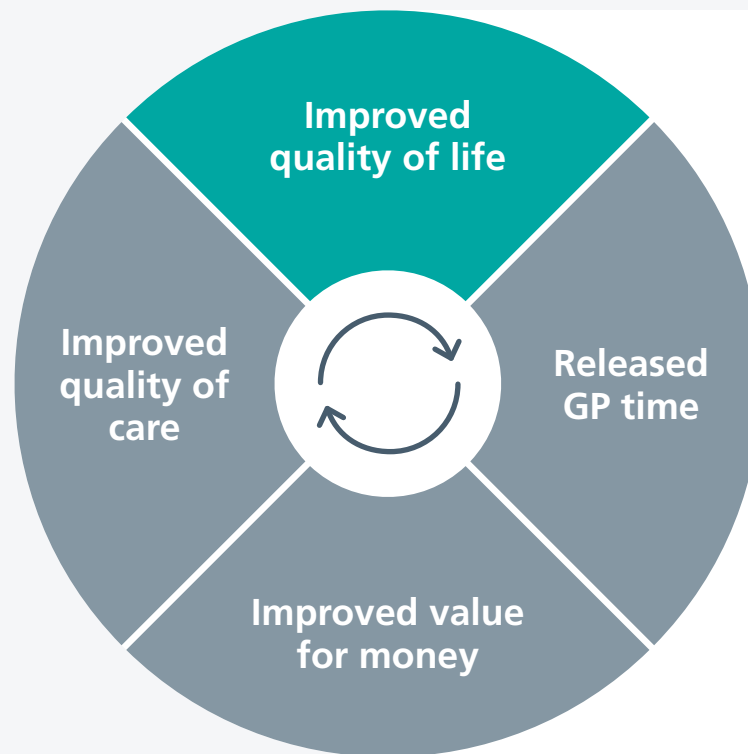 Improved
quality of life
Improved
quality of
care
Released
GP time
Improved value
for money